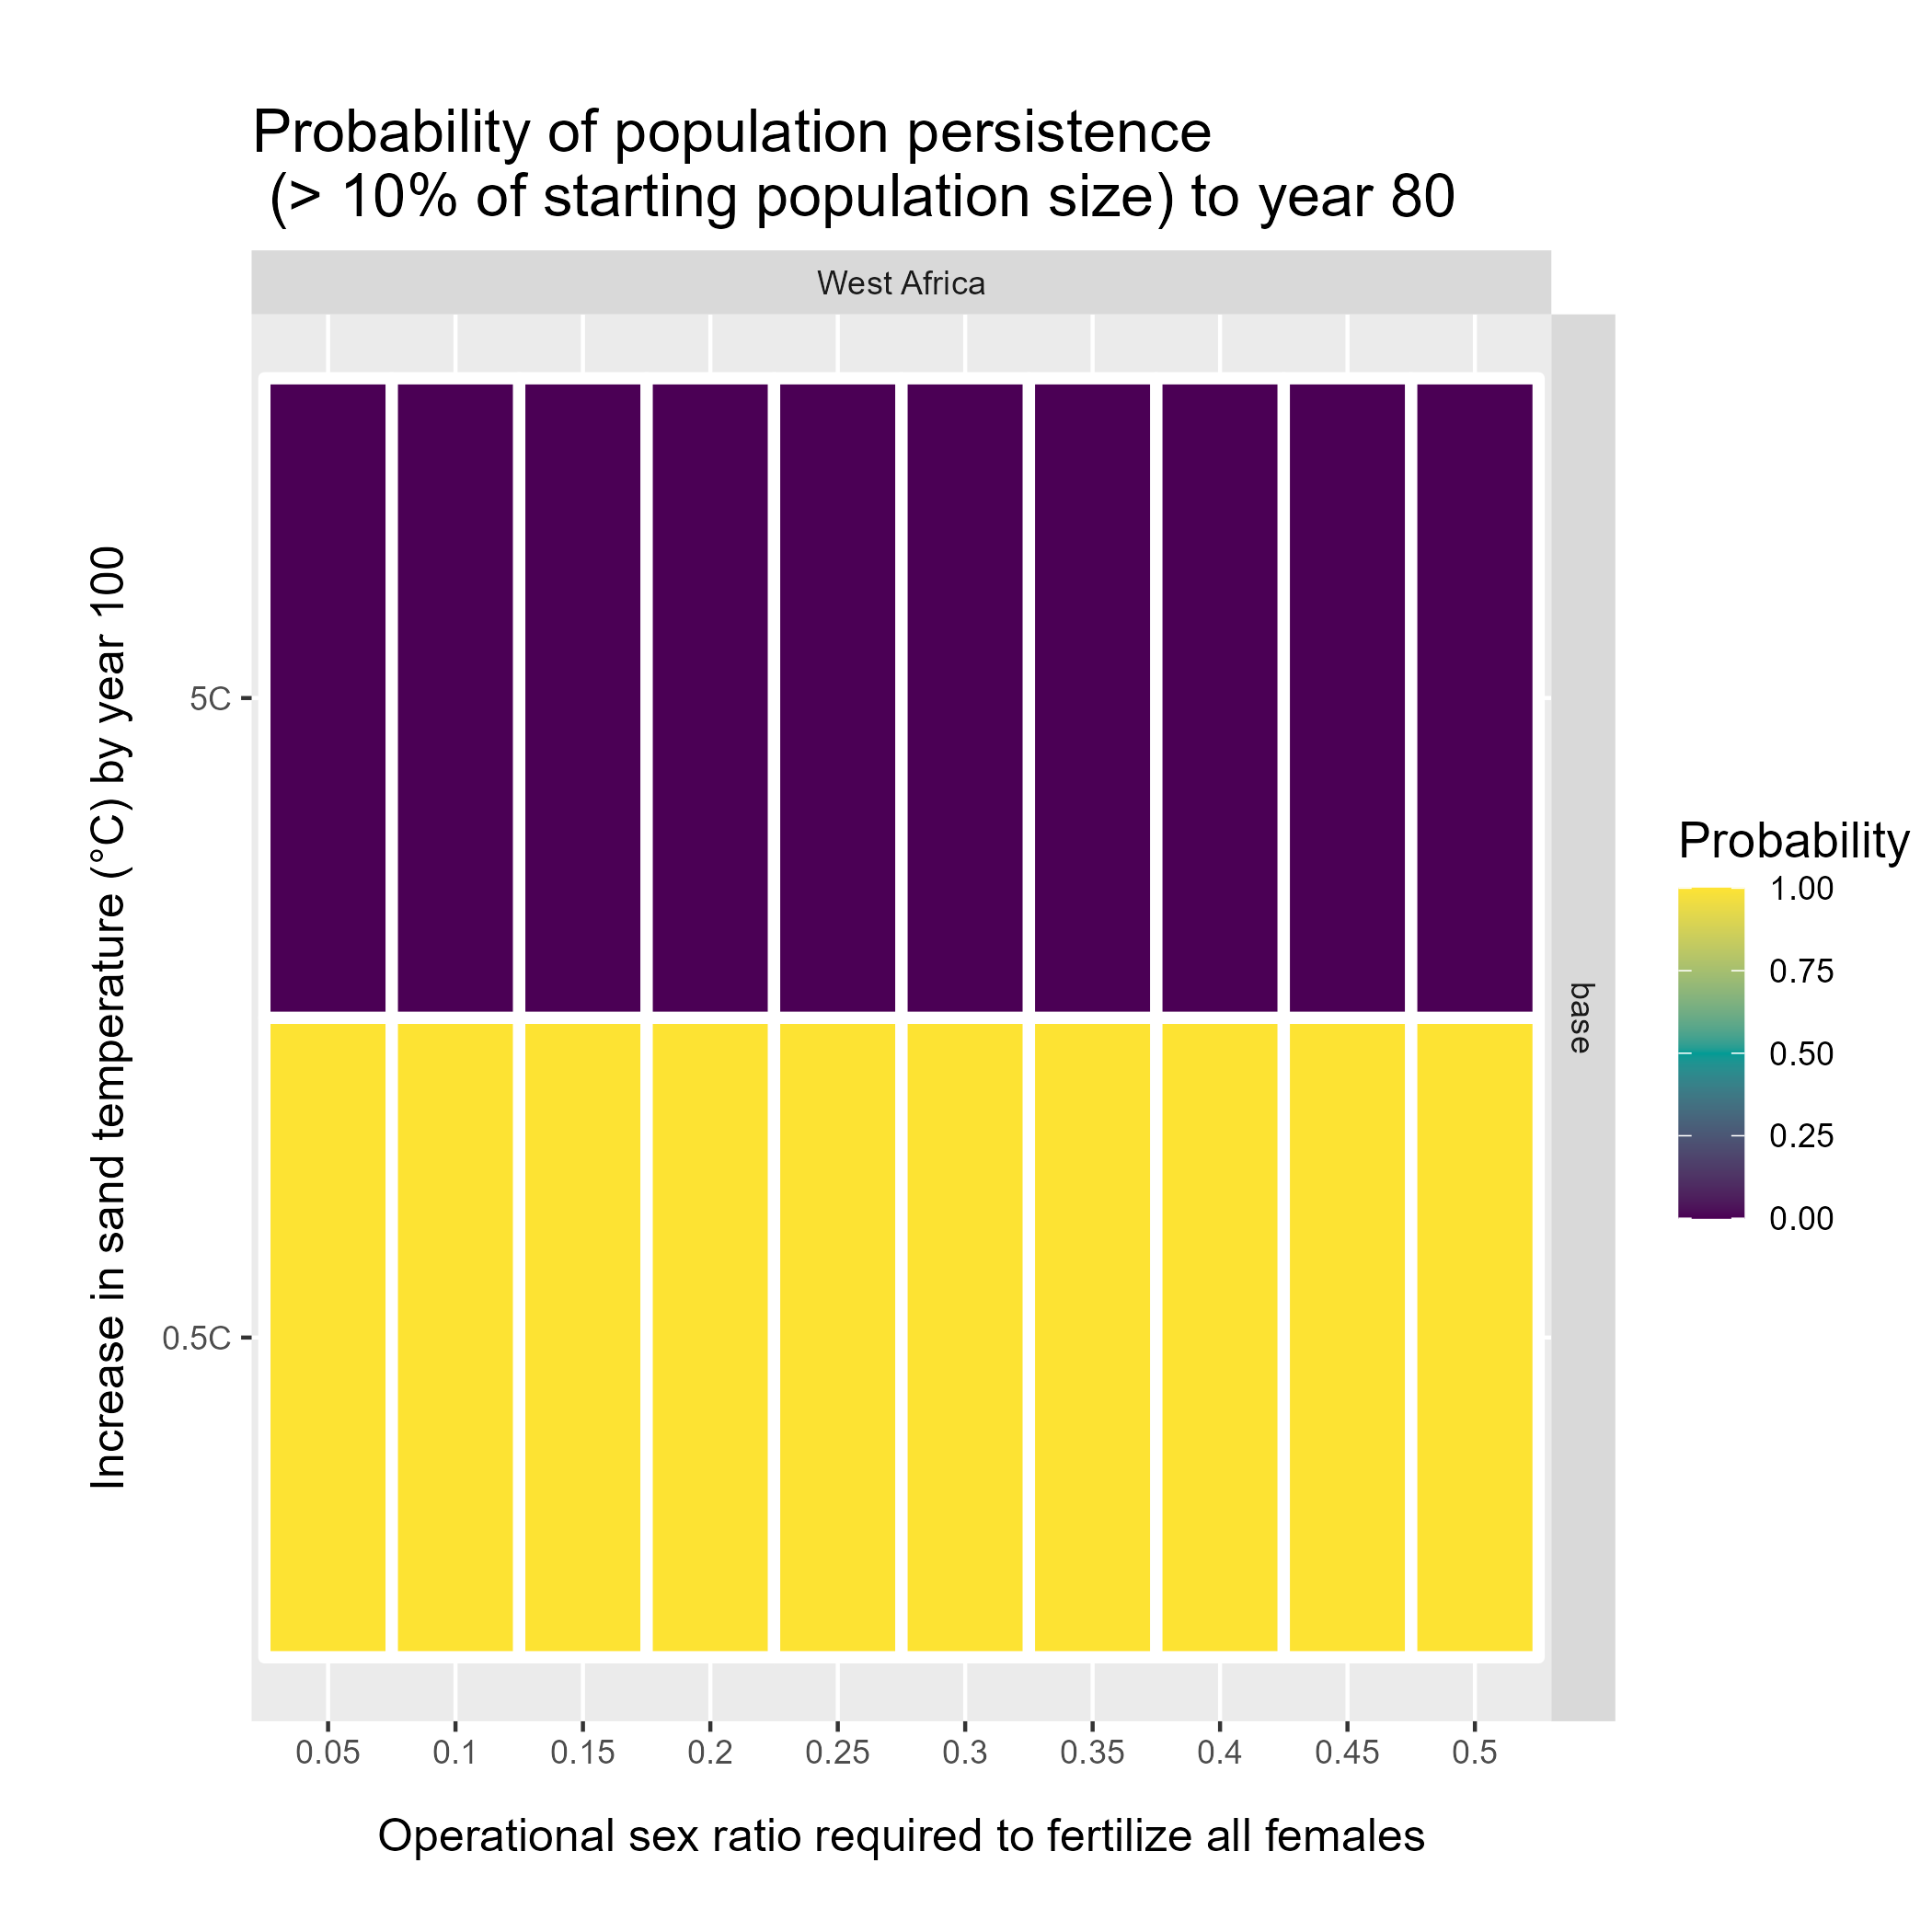 Probability of population persistence
(> 10% of starting population size) to year 80
West Africa
base
Increase in sand temperature (°C) by year 100
5C
0.5C
0.05 0.1 0.15 0.2 0.25 0.3 0.35 0.4 0.45 0.5
Operational sex ratio required to fertilize all females
Probability
1.00
0.75
0.50
0.25
0.00